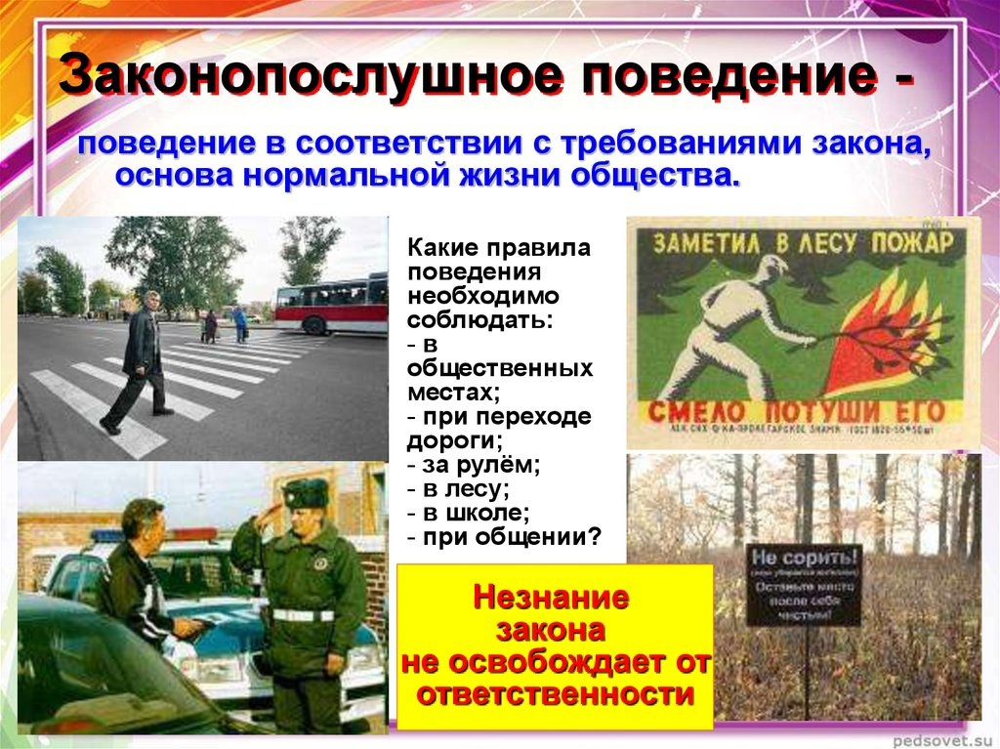 Законопослушное поведение -
поведение в соответствии с требованиями закона,
основа нормальной жизни общества.
Какие правила
поведения
необходимо
соблюдать:
- в
общественных
местах;
- при переходе
дороги;
- за рулём;
- в лесу;
- в школе;
- при общении?
ЗАМЕТИЛ В ЛЕСУ ПОЖАР
СМЕЛО ПОТУШИ ЕГО
Не сорить!
Оставьте место
после себя
чистым!
Незнание
закона
не освобождает от
ответственности
pedsovet.su